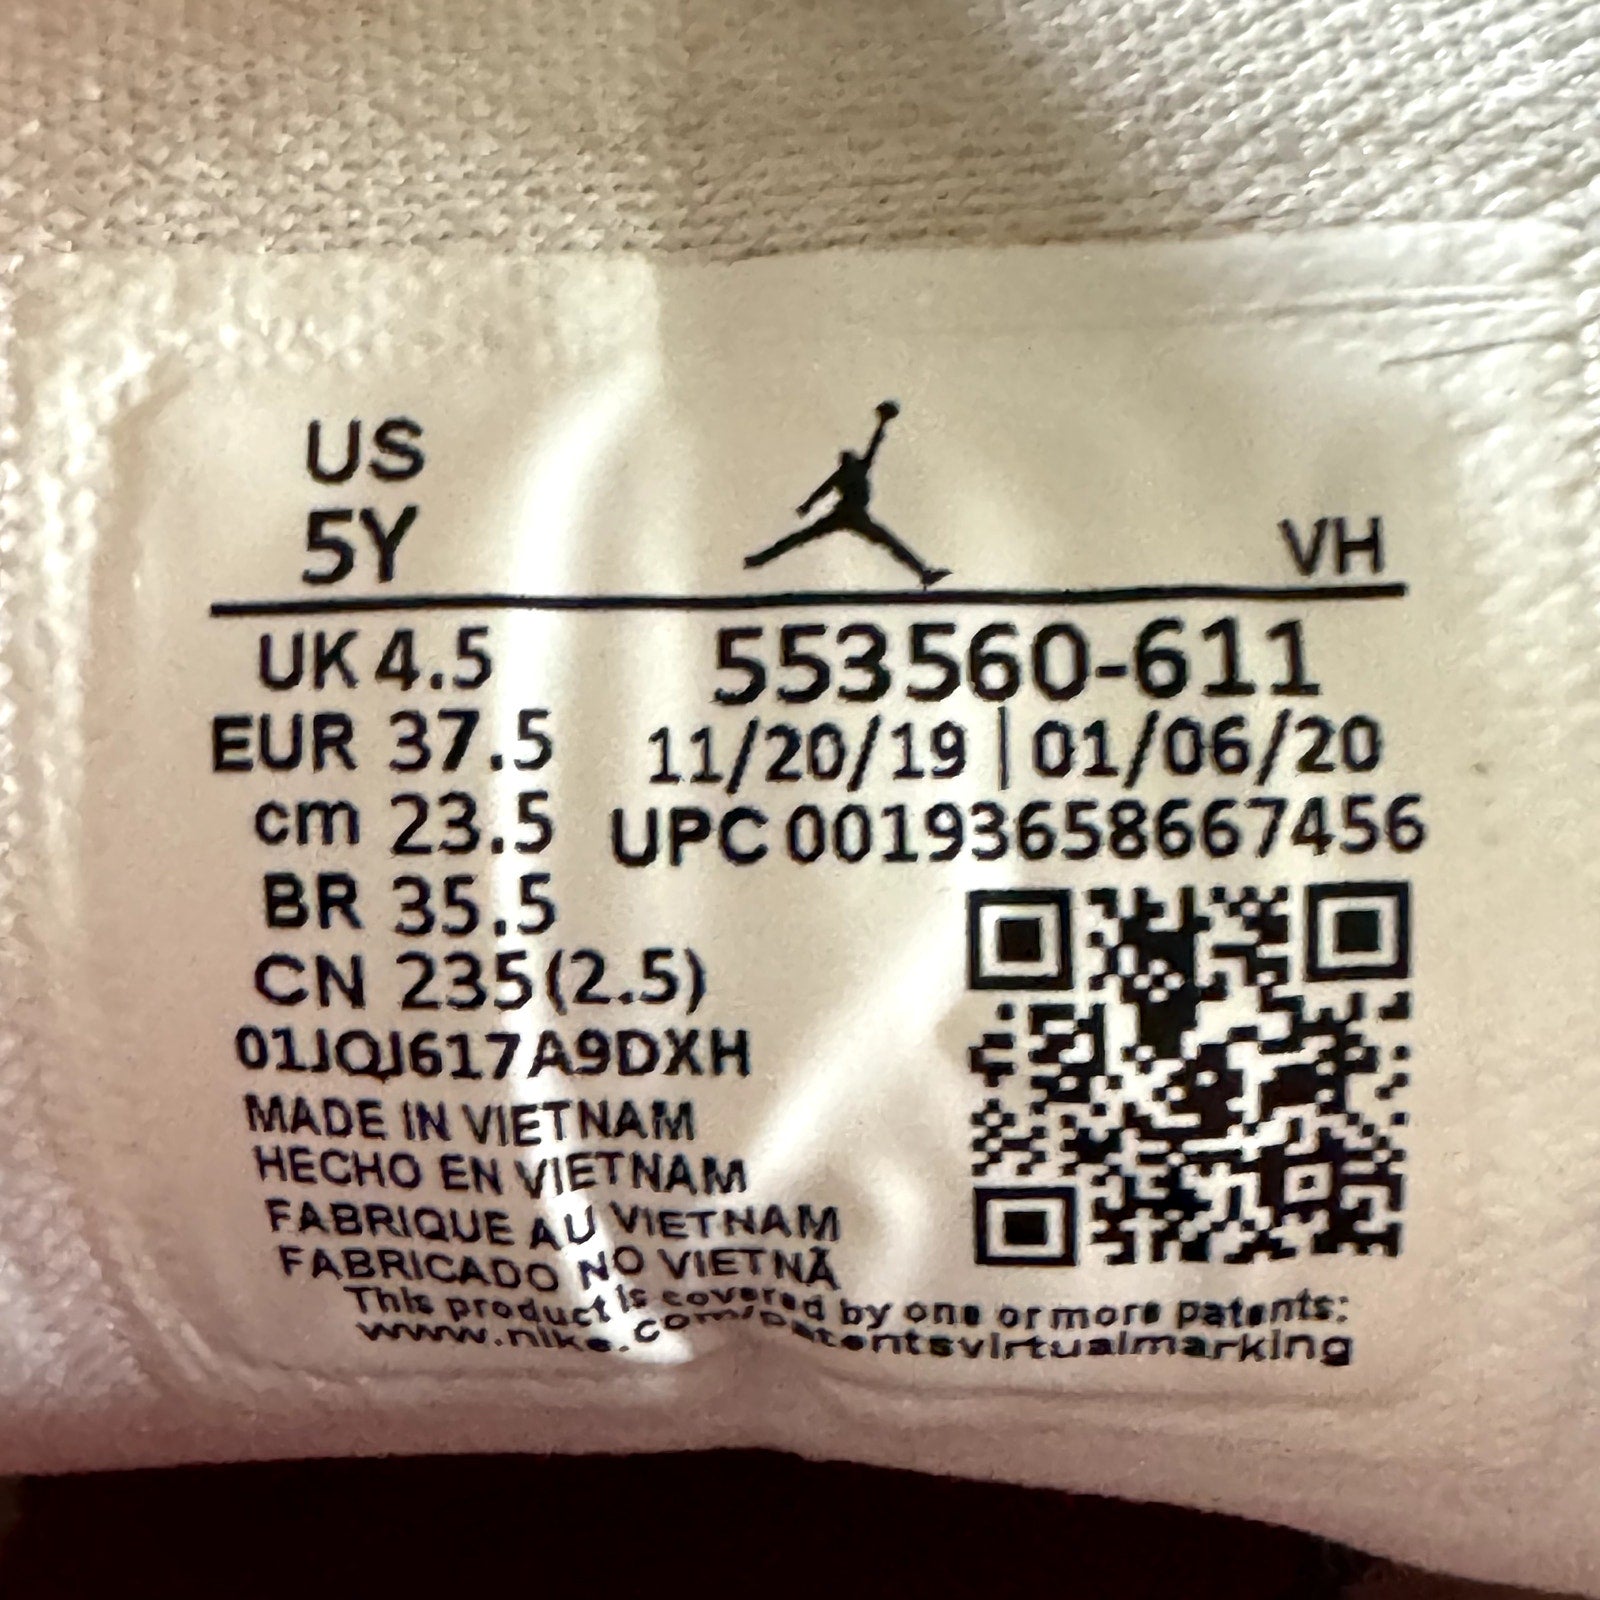 US
5Y
VH
UK 4.5
553560-611
EUR 37.5
11/20/19 | 01/06/20
cm 23.5
UPC 00193658667456
BR 35.5
CN 235(2.5)
01JQJ617A9DXH
MADE IN VIETNAM
HECHO EN VIETNAM
FABRIQUE AU VIETNAM
FABRICADO NO VIETNÃ
This product is covered by one or more patents:
www.nike.com/patentsvirtualmarking